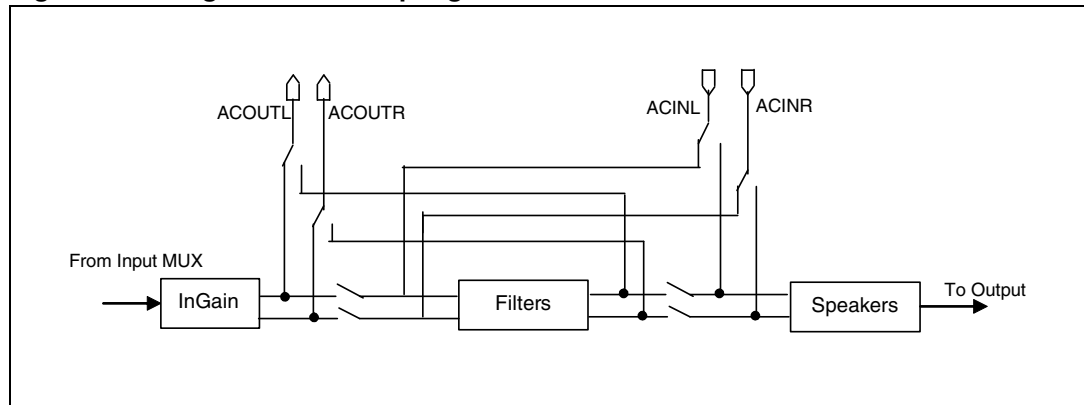 ACOUTL ACOUTR ACINL ACINR
From Input MUX
InGain Filters Speakers To Output